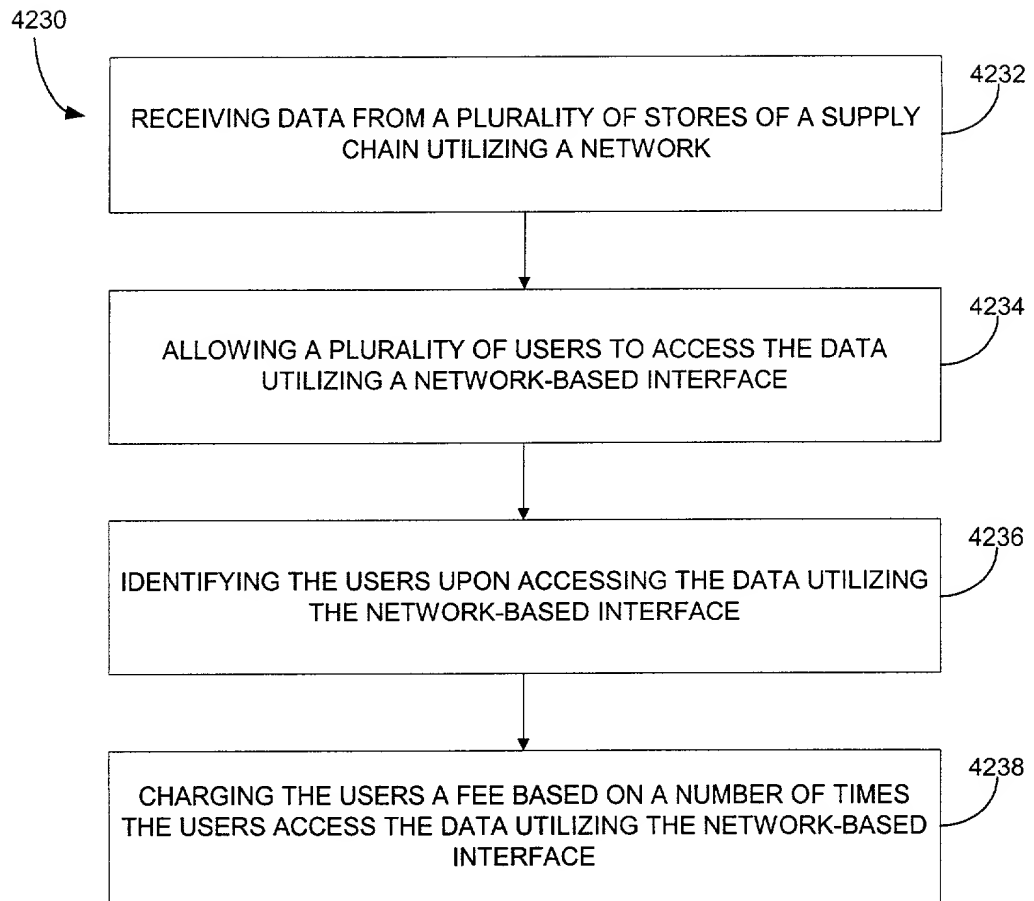 4230
4232
RECEIVING DATA FROM A PLURALITY OF STORES OF A SUPPLY
CHAIN UTILIZING A NETWORK
4234
ALLOWING A PLURALITY OF USERS TO ACCESS THE DATA
UTILIZING A NETWORK-BASED INTERFACE
4236
IDENTIFYING THE USERS UPON ACCESSING THE DATA UTILIZING
THE NETWORK-BASED INTERFACE
4238
CHARGING THE USERS A FEE BASED ON A NUMBER OF TIMES
THE USERS ACCESS THE DATA UTILIZING THE NETWORK-BASED
INTERFACE